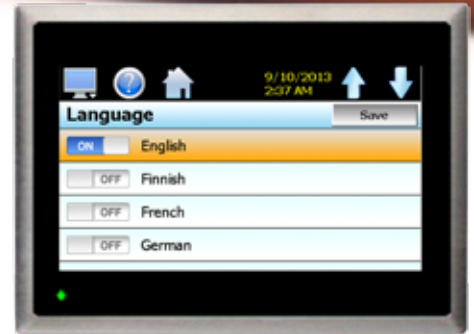 ?
9/10/2013
2:37 AM
Language
Save
ON English
OFF Finnish
OFF French
OFF German